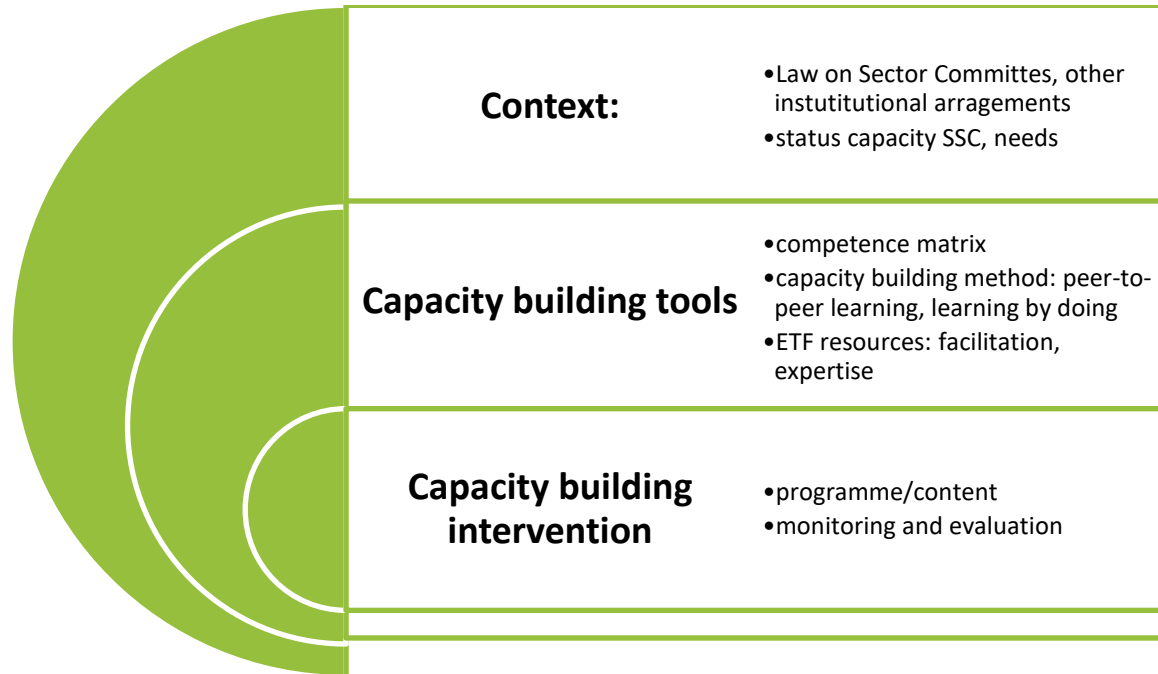 Context:
•Law on Sector Committes, other
instutitutional arragements
•status capacity SSC, needs
Capacity building tools
•competence matrix
•capacity building method: peer-to-
peer learning, learning by doing
•ETF resources: facilitation,
expertise
Capacity building
intervention
•programme/content
•monitoring and evaluation